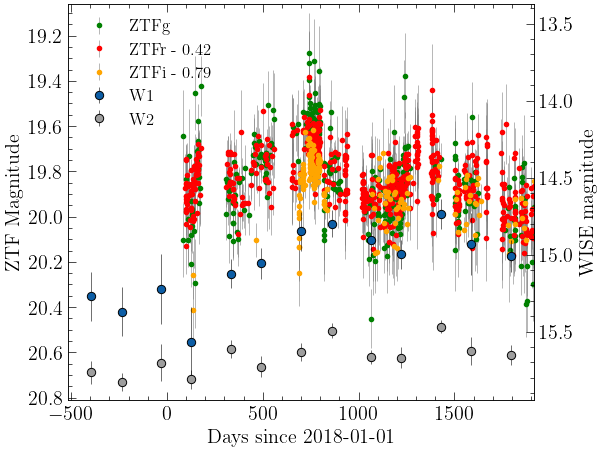 ZTFg
ZTFr - 0.42
ZTFi - 0.79
W1
W2
ZTF Magnitude
19.2
19.4
19.6
19.8
20.0
20.2
20.4
20.6
20.8
WISE magnitude
13.5
14.0
14.5
15.0
15.5
−500
0
500
1000
1500
Days since 2018-01-01